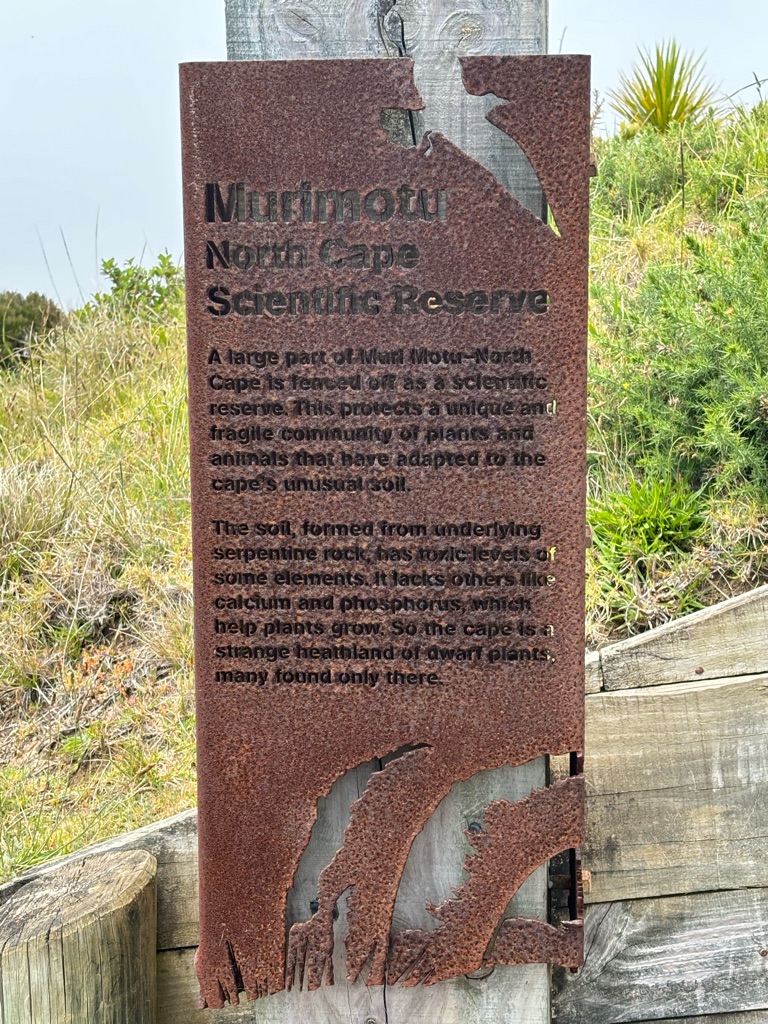 Murimotu
North Cape
Scientific Reserve
A large part of Muri Motu–North
Cape is fenced off as a scientific
reserve. This protects a unique and
fragile community of plants and
animals that have adapted to the
cape's unusual soil.
The soil, formed from underlying
serpentine rock, has toxic levels of
some elements. It lacks others like
calcium and phosphorus, which
help plants grow. So the cape is a
strange heathland of dwarf plants,
many found only there.